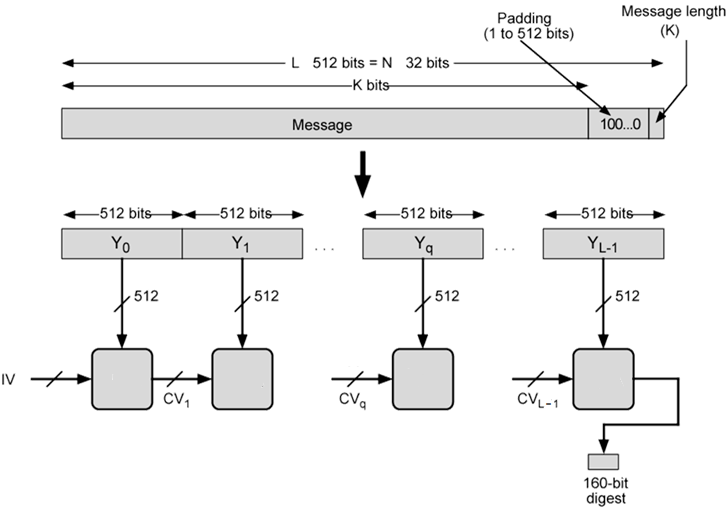 Padding
(1 to 512 bits)
Message length
(K)
L 512 bits = N 32 bits
K bits
Message
100...0
512 bits
512 bits
512 bits
512 bits
Y0
Y1
. . .
Yq
. . .
YL-1
512
512
512
512
IV
CV1
CVq
CVL-1
160-bit
digest